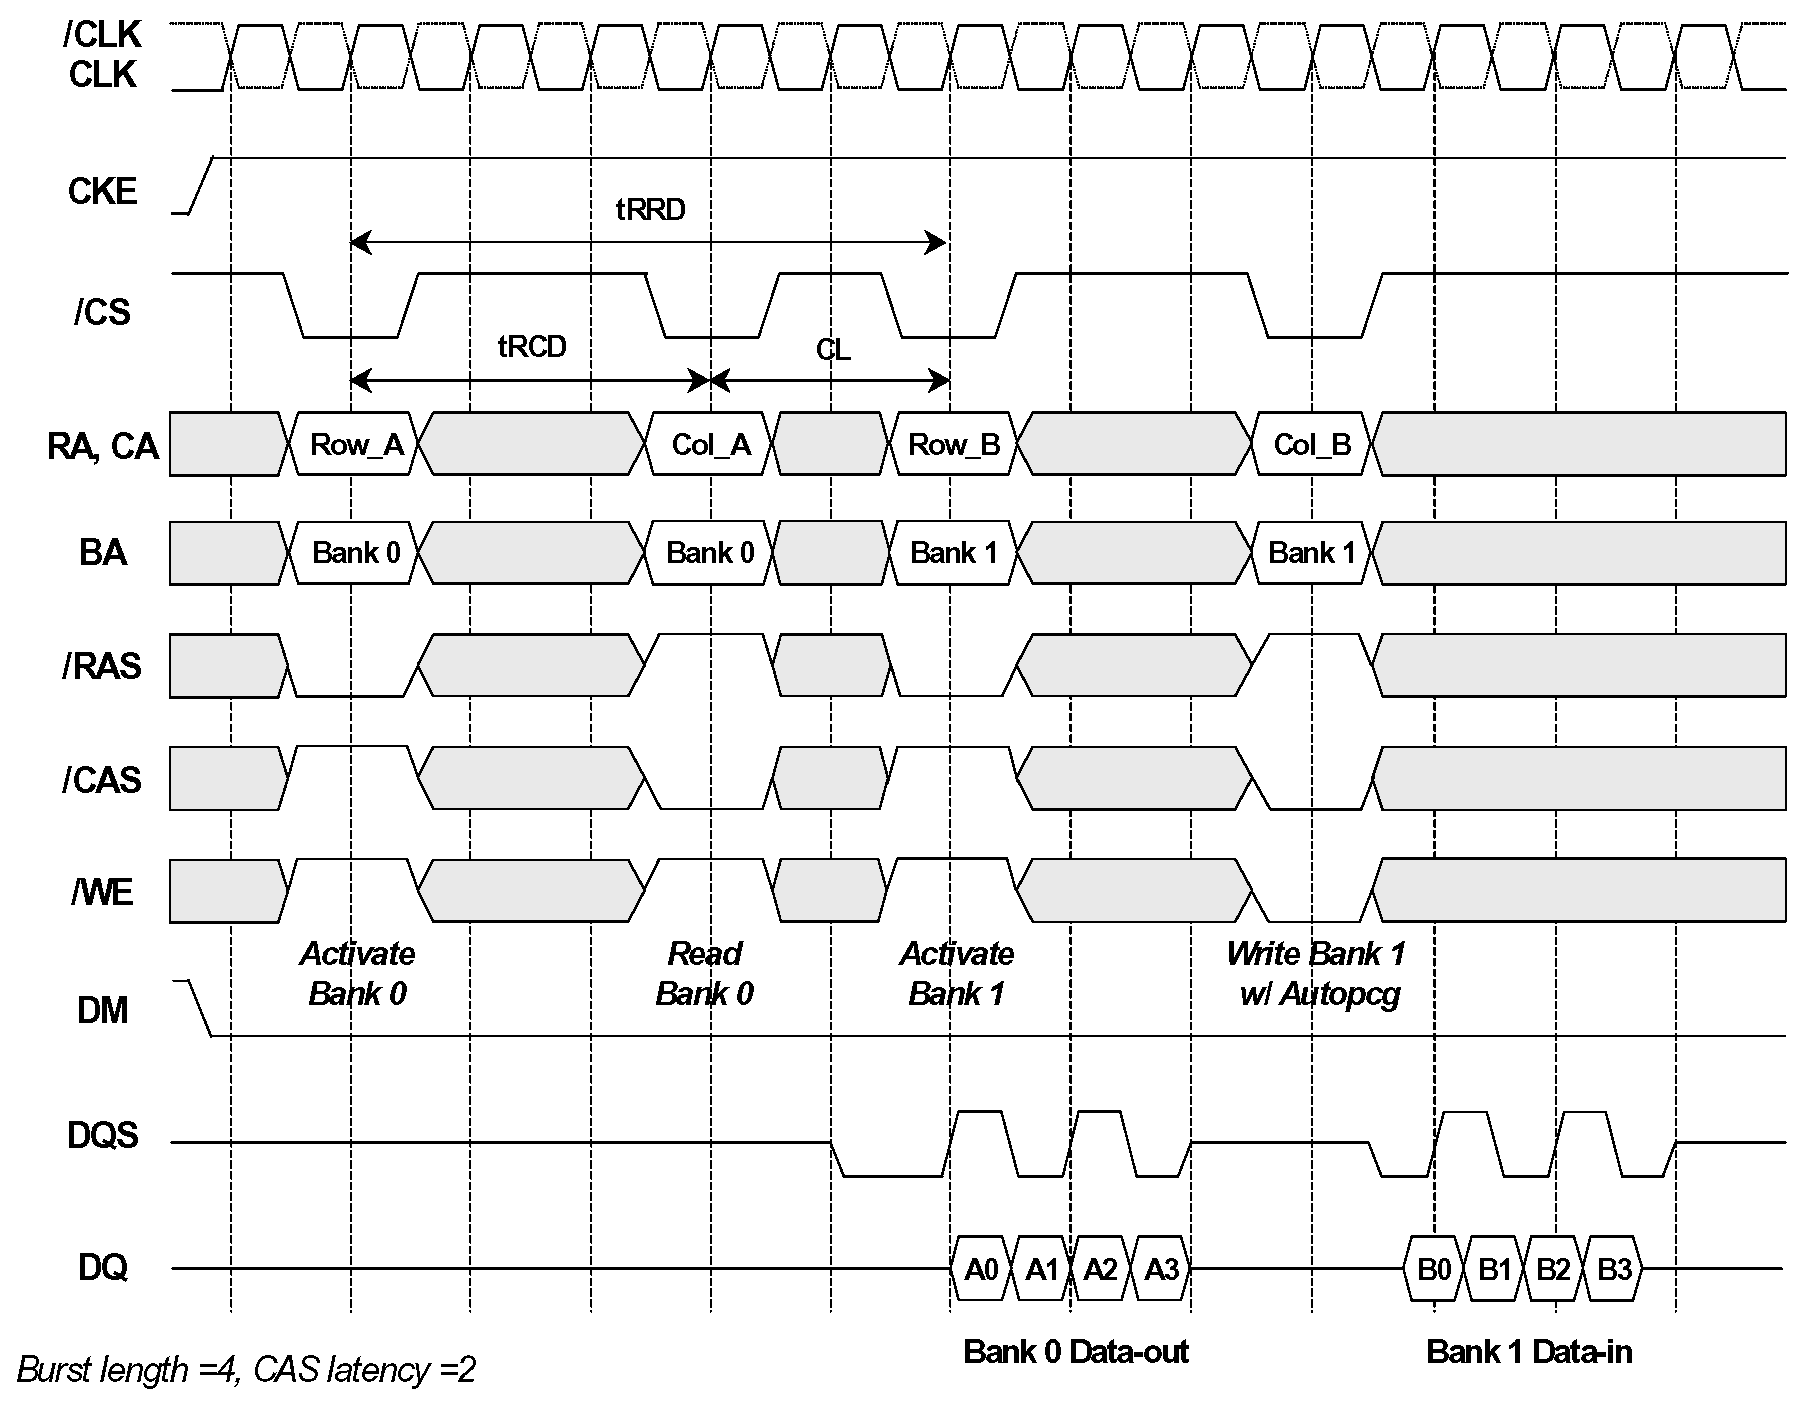 /CLK
CLK
CKE
tRRD
/CS
tRCD
CL
RA, CA
Row_A
Col_A
Row_B
Col_B
BA
Bank 0
Bank 0
Bank 1
Bank 1
/RAS
/CAS
/WE
Activate
Bank 0
Read
Bank 0
Activate
Bank 1
Write Bank 1
w/ Autopcg
DM
DQS
DQ
A0
A1
A2
A3
B0
B1
B2
B3
Bank 0 Data-out
Bank 1 Data-in
Burst length =4, CAS latency =2